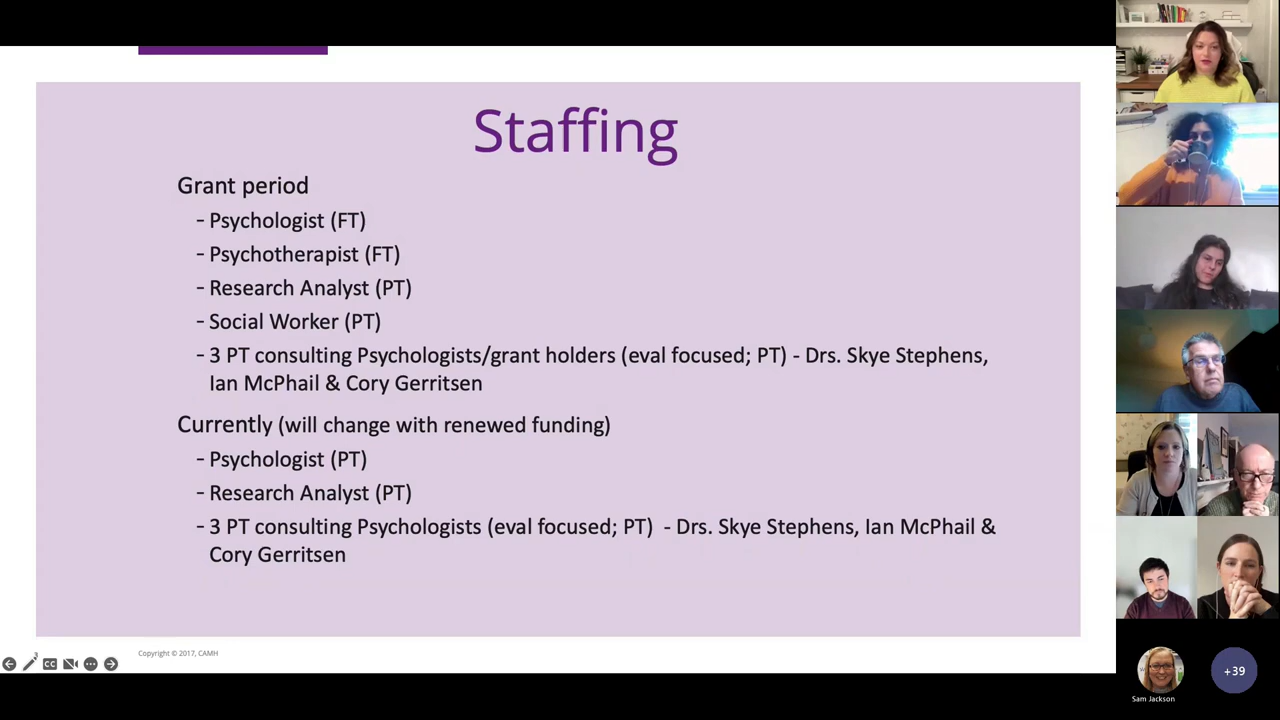 Staffing
Grant period
- Psychologist (FT)
- Psychotherapist (FT)
- Research Analyst (PT)
- Social Worker (PT)
- 3 PT consulting Psychologists/grant holders (eval focused; PT) - Drs. Skye Stephens,
Ian McPhail & Cory Gerritsen
Currently (will change with renewed funding)
- Psychologist (PT)
- Research Analyst (PT)
- 3 PT consulting Psychologists (eval focused; PT) - Drs. Skye Stephens, Ian McPhail &
Cory Gerritsen
Copyright © 2017, CAMH
CC
+39
Sam Jackson